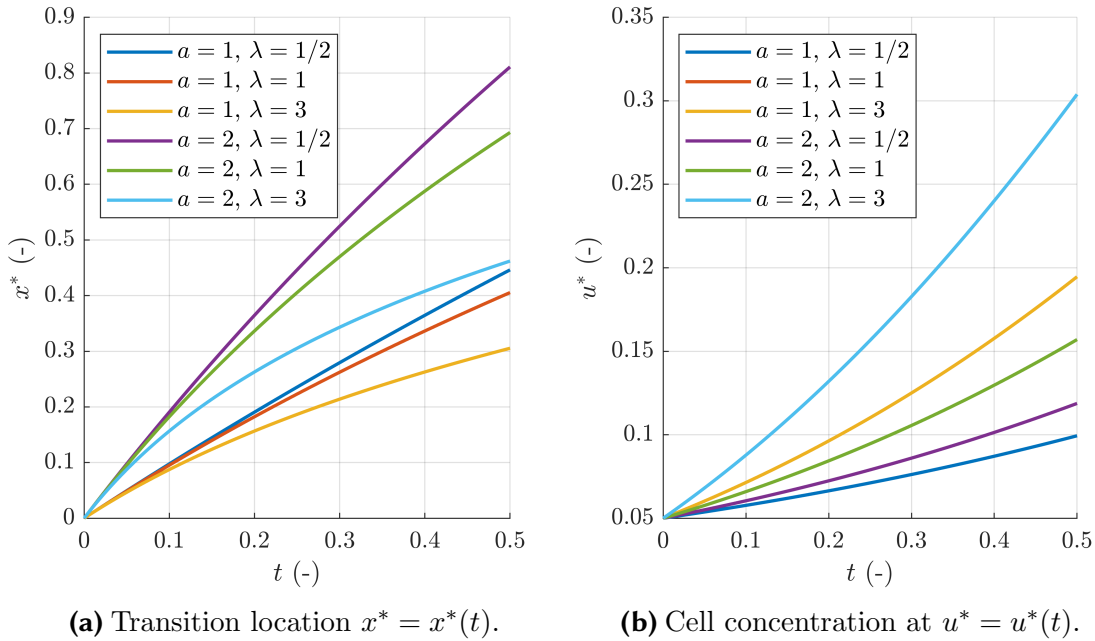 0.9
0.8
0.7
0.6
0.5
0.4
0.3
0.2
0.1
0
x* (-)
a = 1, λ = 1/2
a = 1, λ = 1
a = 1, λ = 3
a = 2, λ = 1/2
a = 2, λ = 1
a = 2, λ = 3
0 0.1 0.2 0.3 0.4 0.5
t (-)
(a) Transition location x* = x*(t).
0.35
0.3
0.25
0.2
0.15
0.1
0.05
u* (-)
a = 1, λ = 1/2
a = 1, λ = 1
a = 1, λ = 3
a = 2, λ = 1/2
a = 2, λ = 1
a = 2, λ = 3
0 0.1 0.2 0.3 0.4 0.5
t (-)
(b) Cell concentration at u* = u*(t).